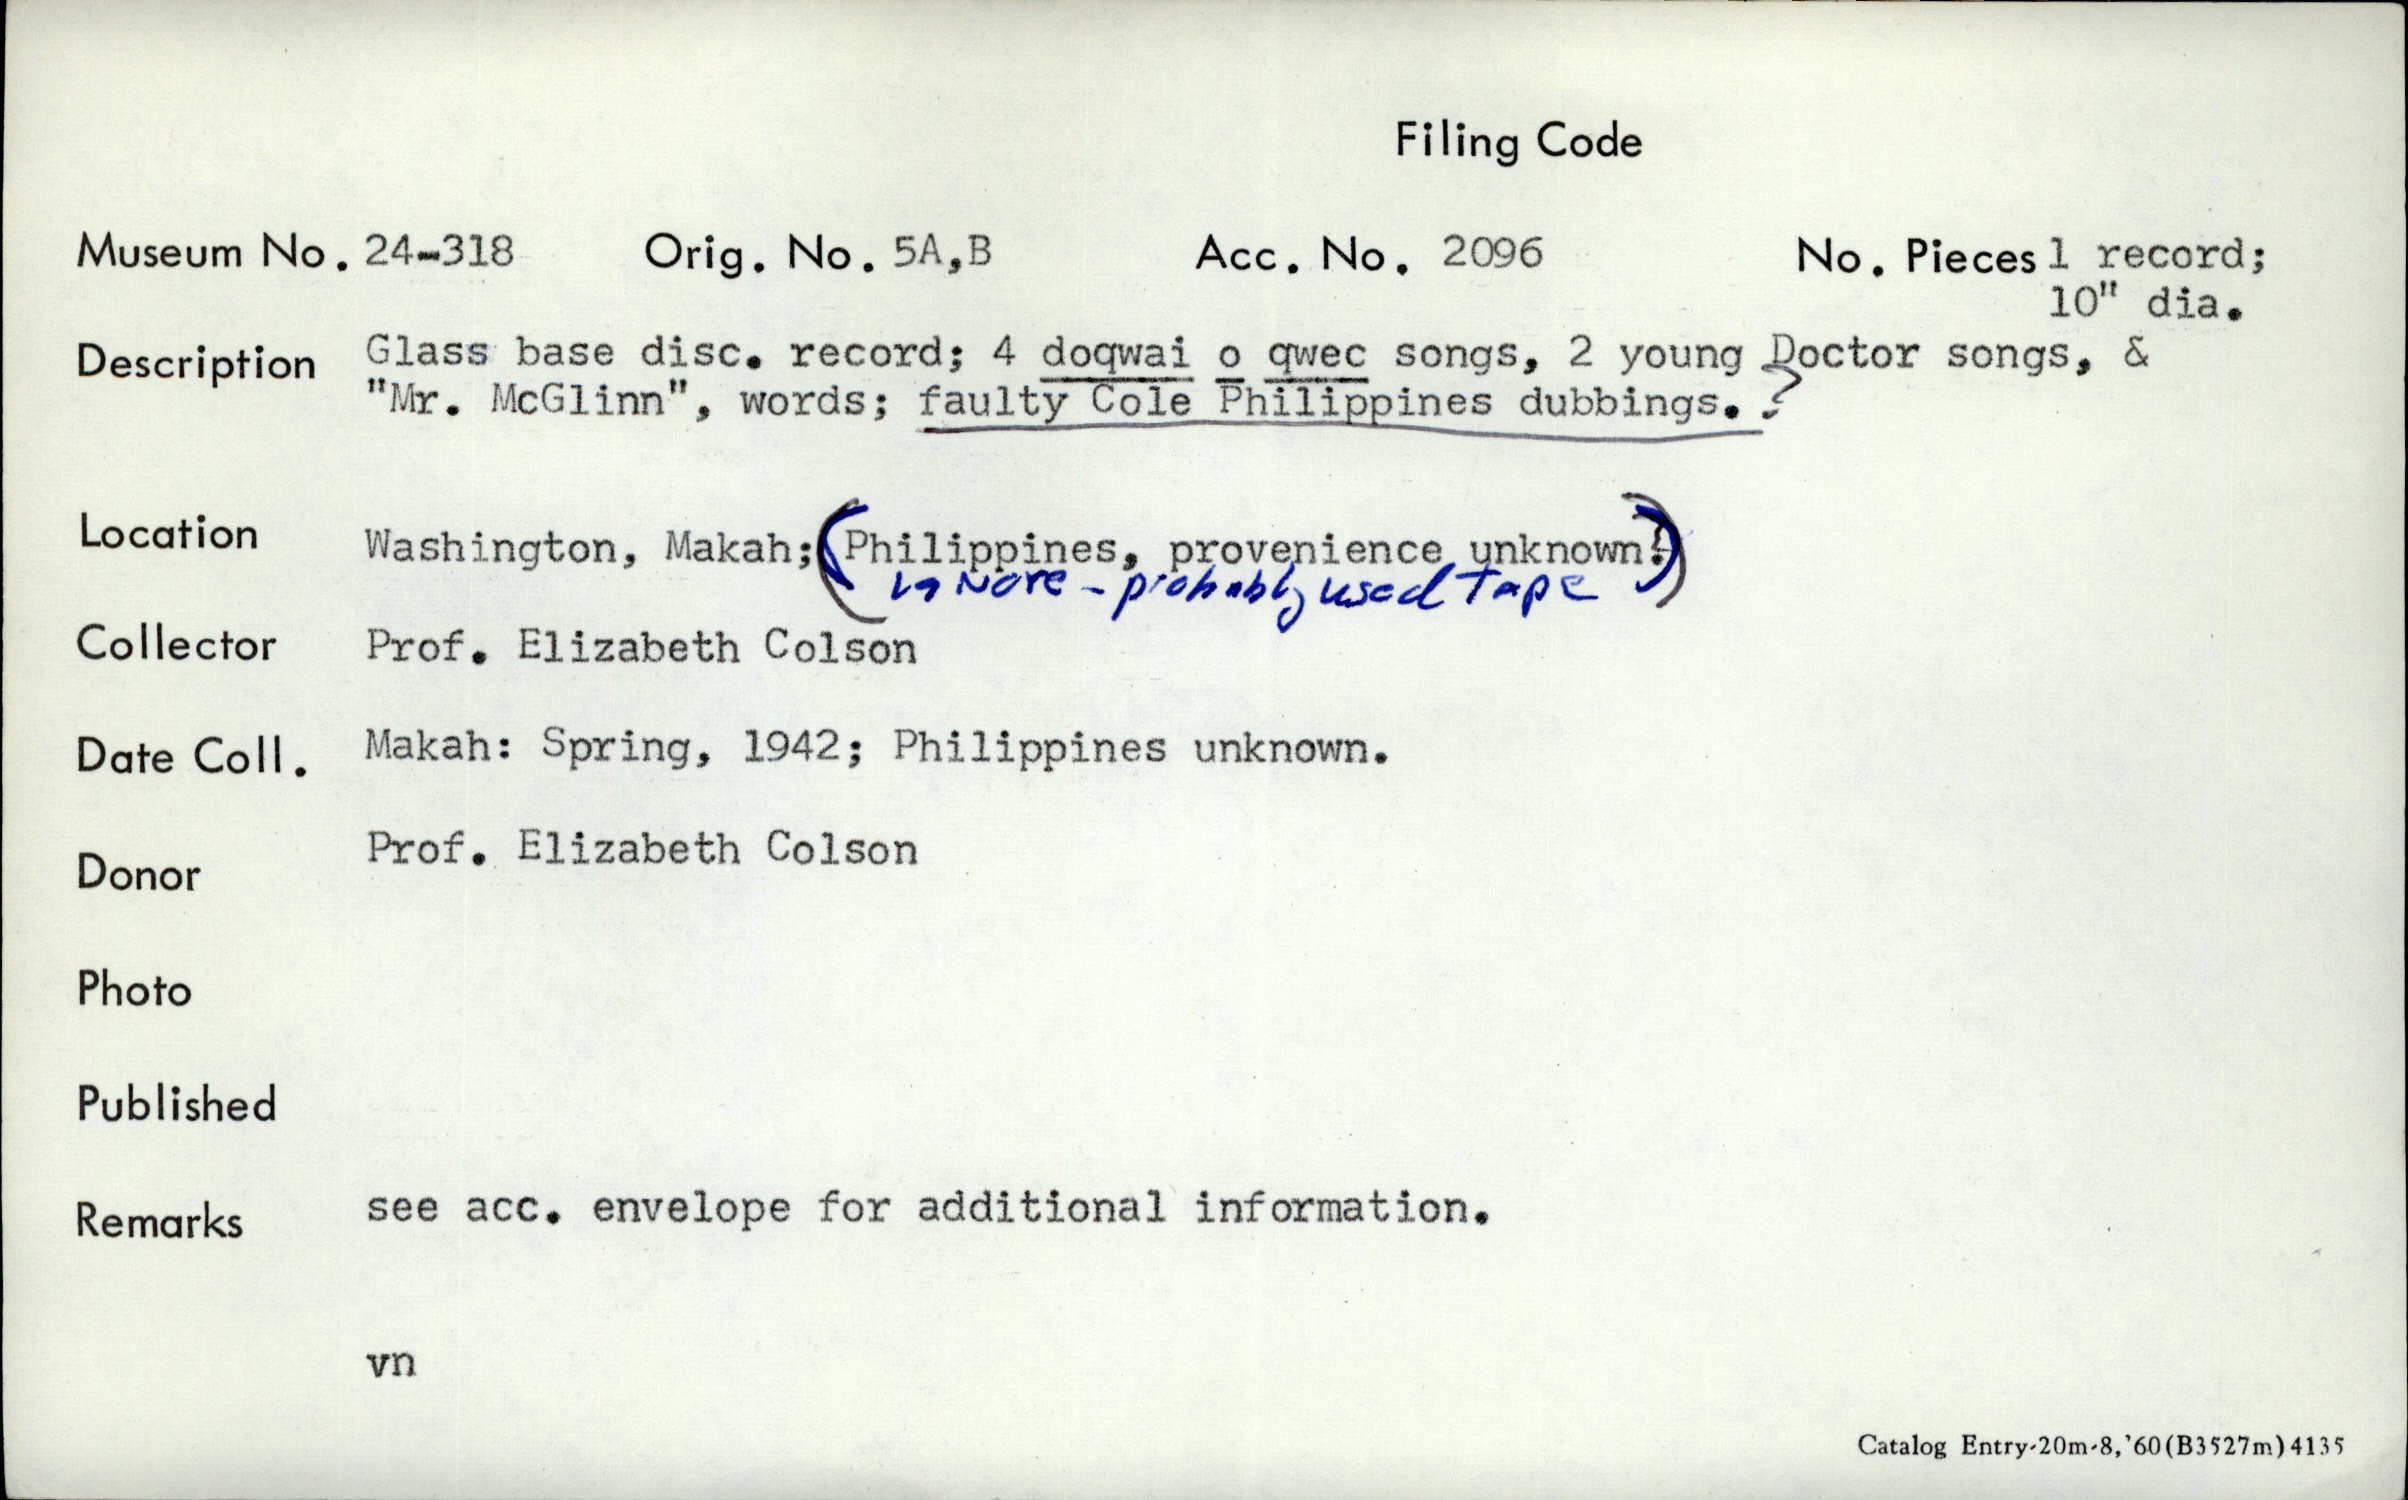 Filing Code
Museum No. 24-318 Orig. No. 5A,B Acc. No. 2096 No. Pieces 1 record;
10" dia.
Description Glass base disc. record; 4 doqwai o qwec songs, 2 young Doctor songs, &
"Mr. McGlinn", words; faulty Cole Philippines dubbings. ?
Location Washington, Makah; (Philippines, provenience unknown.)
ignore - probably used tape
Collector Prof. Elizabeth Colson
Date Coll. Makah: Spring, 1942; Philippines unknown.
Donor Prof. Elizabeth Colson
Photo
Published
Remarks see acc. envelope for additional information.
vn
Catalog Entry-20m-8,'60(B3527m)4135